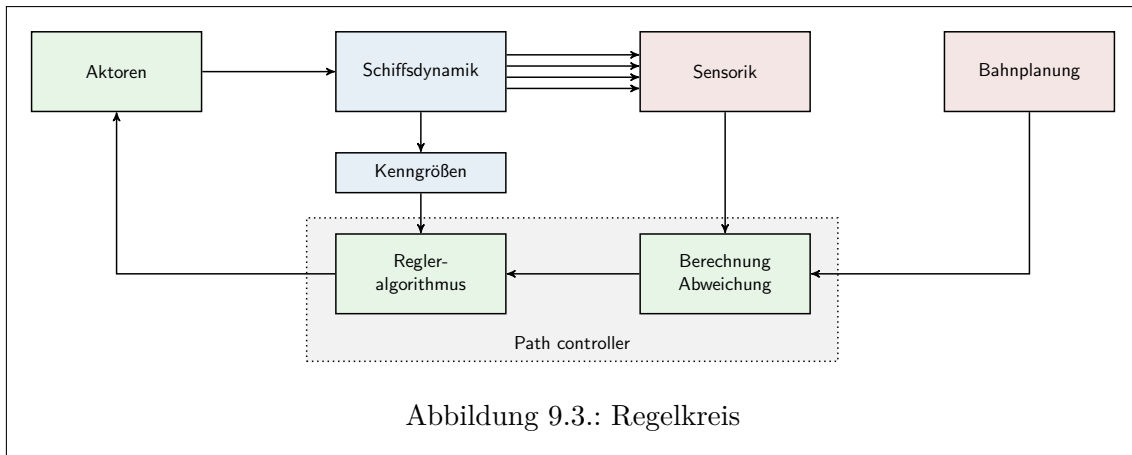 Aktoren
Schiffsdynamik
Sensorik
Bahnplanung
Kenngrößen
Regler-
algorithmus
Berechnung
Abweichung
Path controller
Abbildung 9.3.: Regelkreis